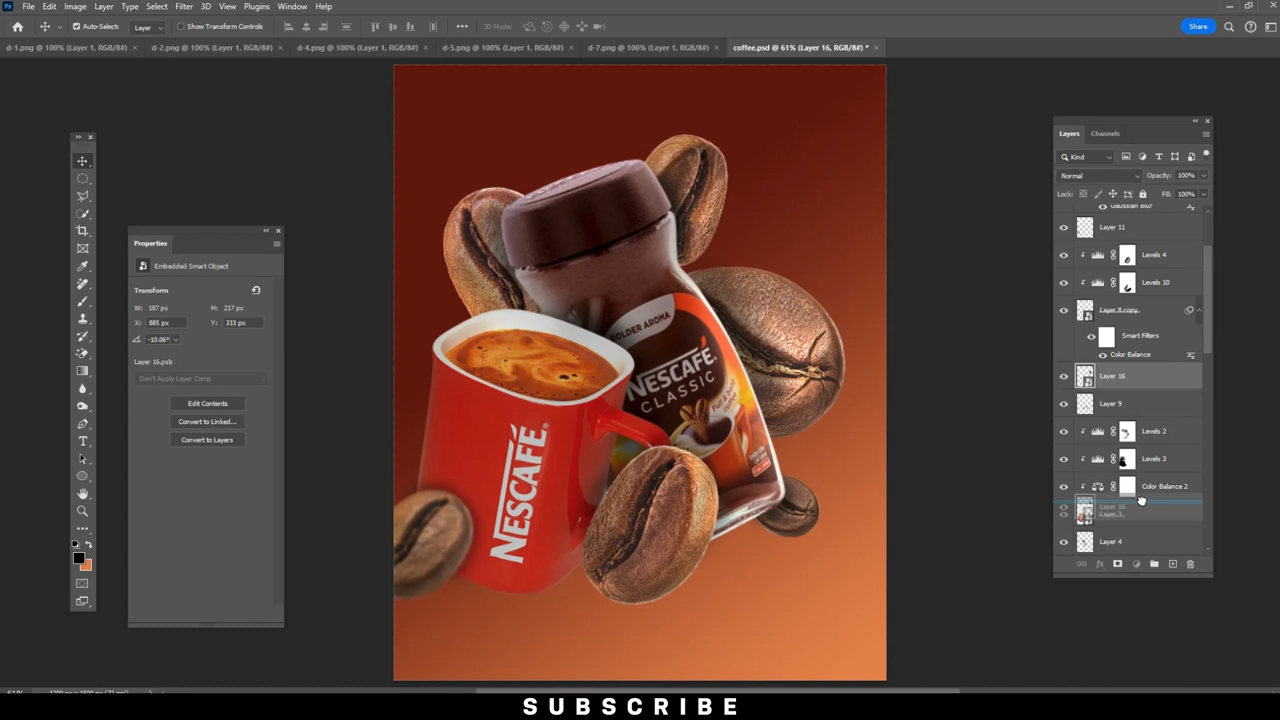 File Edit Image Layer Type Select Filter 3D View Plugins Window Help
Auto-Select: Layer Show Transform Controls 3D Mode: Share
d-1.png @ 100% (Layer 1, RGB/8#) × d-2.png @ 100% (Layer 1, RGB/8#) × d-4.png @ 100% (Layer 1, RGB/8#) × d-5.png @ 100% (Layer 1, RGB/8#) × d-7.png @ 100% (Layer 1, RGB/8#) × coffee.psd @ 61% (Layer 16, RGB/8#) * ×
Properties
Embedded Smart Object
Transform
W: 187 px H: 217 px
X: 885 px Y: 333 px
-10.06°
Layer 16.psb
Don't Apply Layer Comp
Edit Contents
Convert to Linked...
Convert to Layers
BOLDER AROMA
NESCAFÉ.
CLASSIC
NESCAFÉ
Layers Channels
Kind
Normal Opacity: 100%
Lock: Fill: 100%
Gaussian Blur
Layer 11
Levels 4
Levels 10
Layer 8 copy
Smart Filters
Color Balance
Layer 16
Layer 9
Levels 2
Levels 3
Color Balance 2
Layer 16
Layer 3
Layer 4
SUBSCRIBE